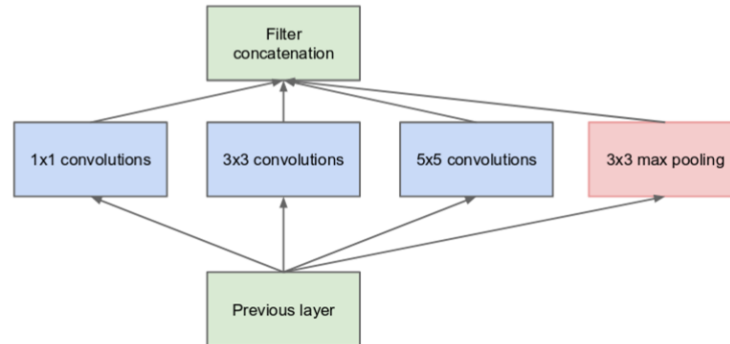 Filter
concatenation
1x1 convolutions
3x3 convolutions
5x5 convolutions
3x3 max pooling
Previous layer